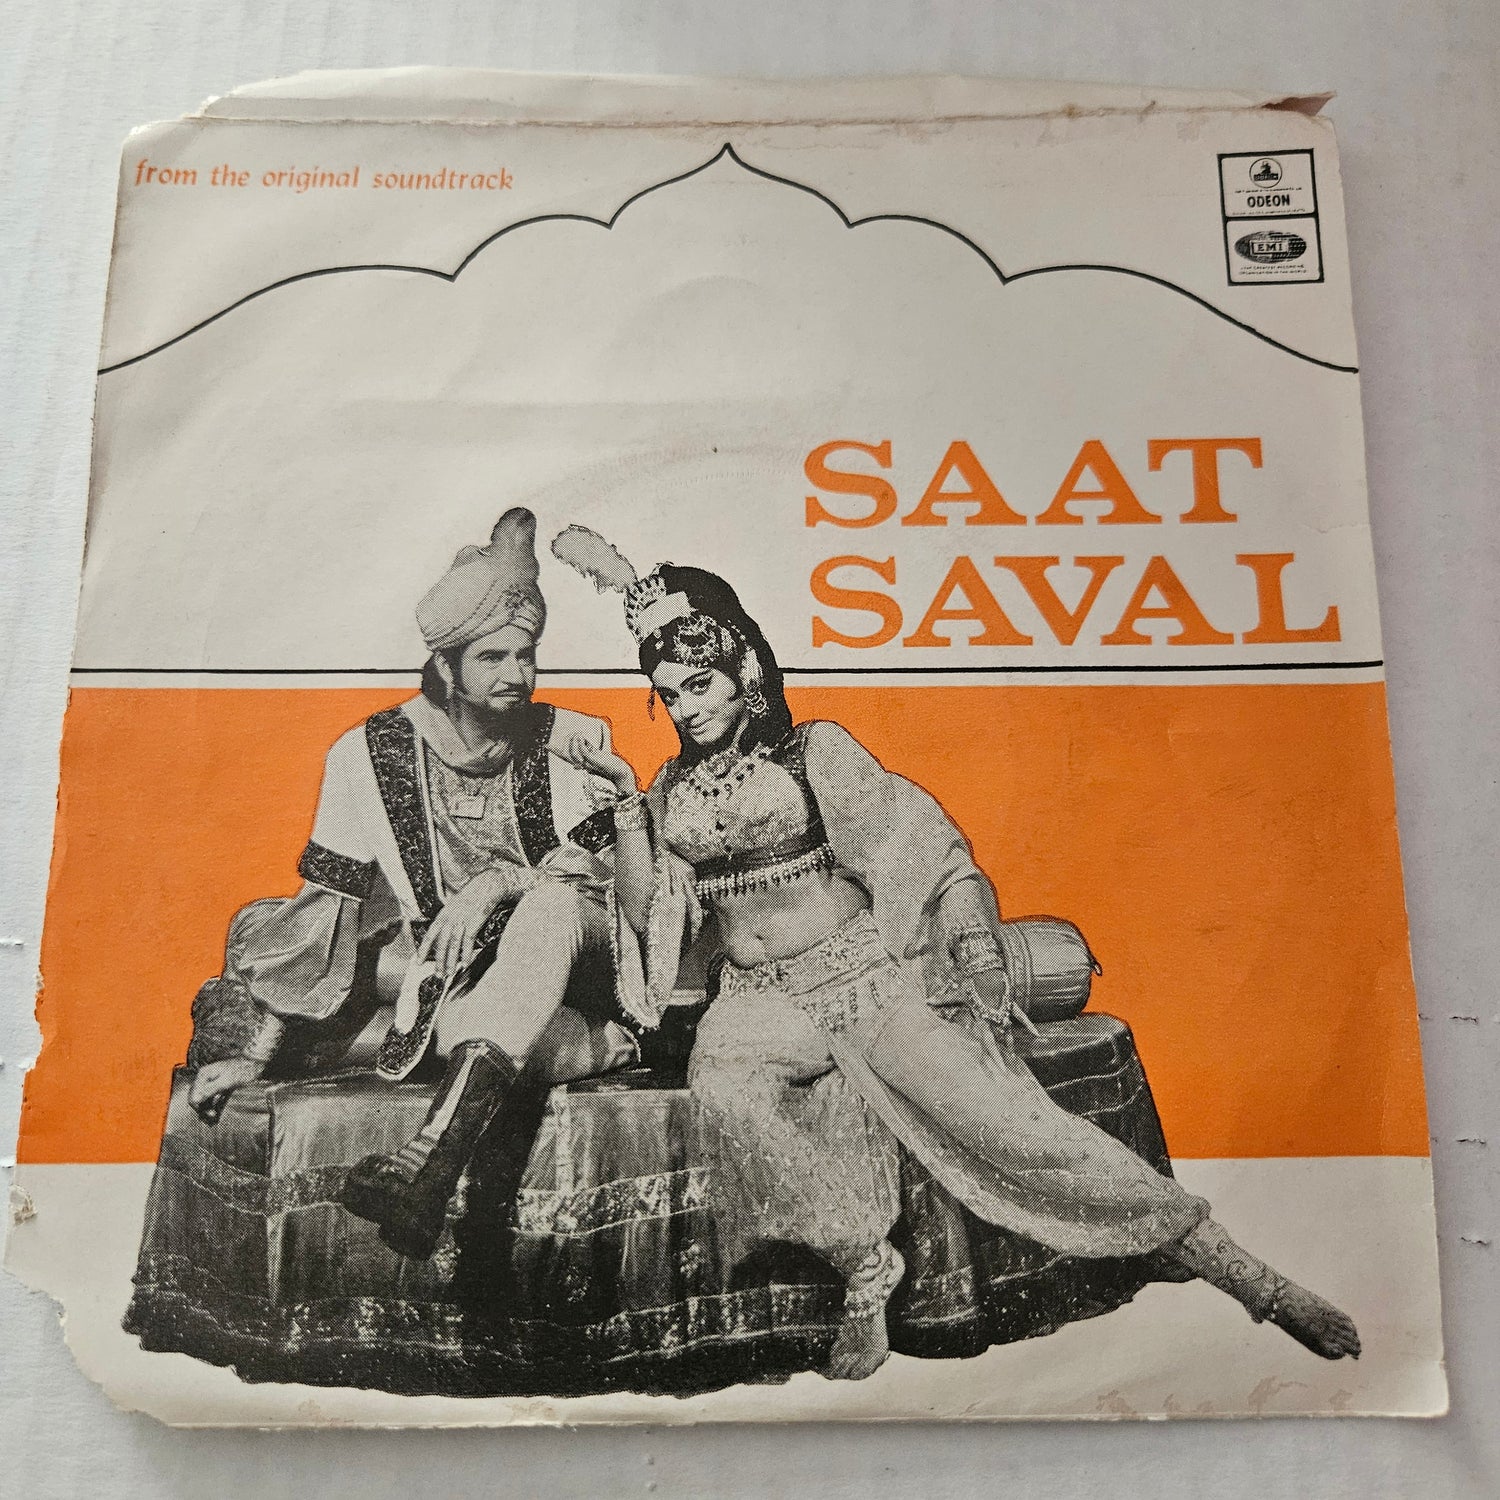 from the original soundtrack
ODEON
EMI
SAAT
SAVAL